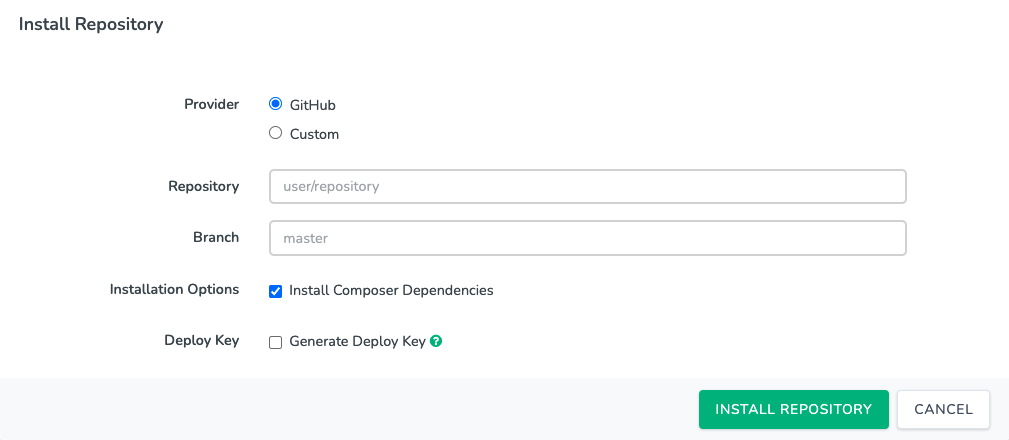 Install Repository
Provider
GitHub
Custom
Repository
user/repository
Branch
master
Installation Options
Install Composer Dependencies
Deploy Key
Generate Deploy Key ?
INSTALL REPOSITORY
CANCEL